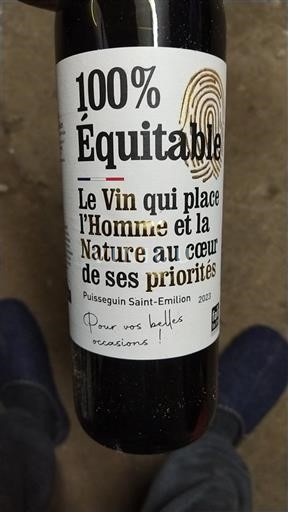 100%
Équitable
Le Vin qui place
l'Homme et la
Nature au cœur
de ses priorités
Puisseguin Saint-Emilion 2023
Pour vos belles
occasions !